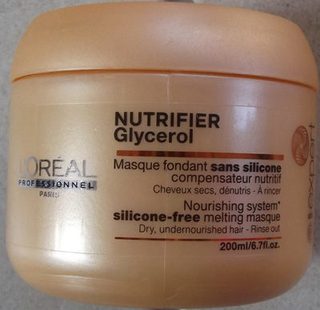 NUTRIFIER
Glycerol
L'ORÉAL
PROFESSIONNEL
PARIS
Masque fondant sans silicone
compensateur nutritif
Cheveux secs, dénutris - À rincer
Nourishing system*
silicone-free melting masque
Dry, undernourished hair - Rinse out
200ml/6.7fl.oz.
expert